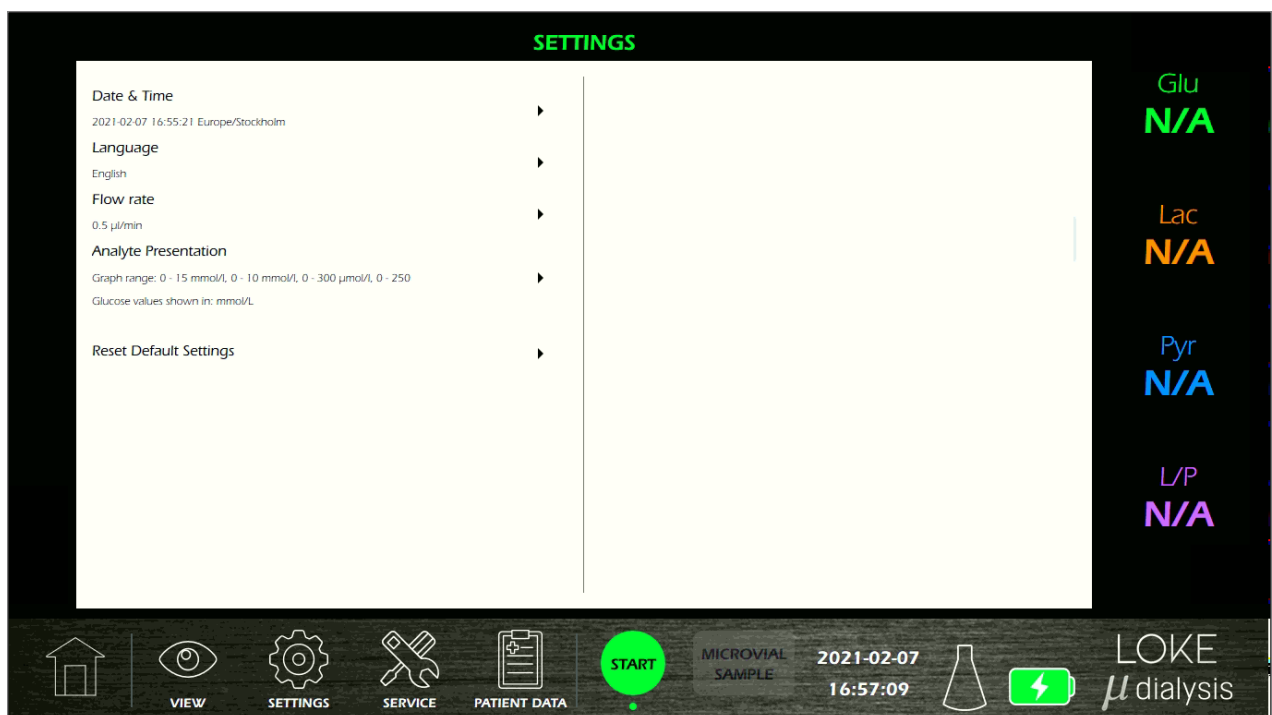 SETTINGS
Date & Time
2021-02-07 16:55:21 Europe/Stockholm
Language
English
Flow rate
0.5 µl/min
Analyte Presentation
Graph range: 0 - 15 mmol/l, 0 - 10 mmol/l, 0 - 300 µmol/l, 0 - 250
Glucose values shown in: mmol/L
Reset Default Settings
Glu
N/A
Lac
N/A
Pyr
N/A
L/P
N/A
VIEW
SETTINGS
SERVICE
PATIENT DATA
START
MICROVIAL
SAMPLE
2021-02-07
16:57:09
LOKE
µ dialysis